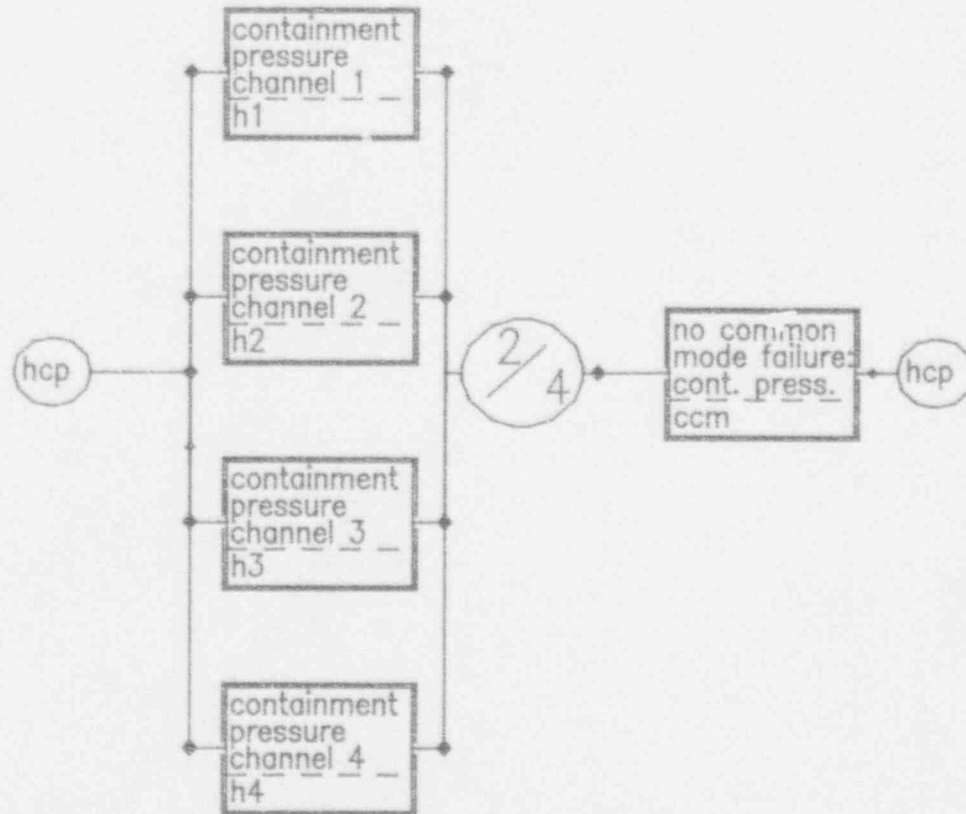 containment
pressure
channel 1
h1
containment
pressure
channel 2
h2
hcp
2/4
no common
mode failure:
cont. press.
ccm
hcp
containment
pressure
channel 3
h3
containment
pressure
channel 4
h4